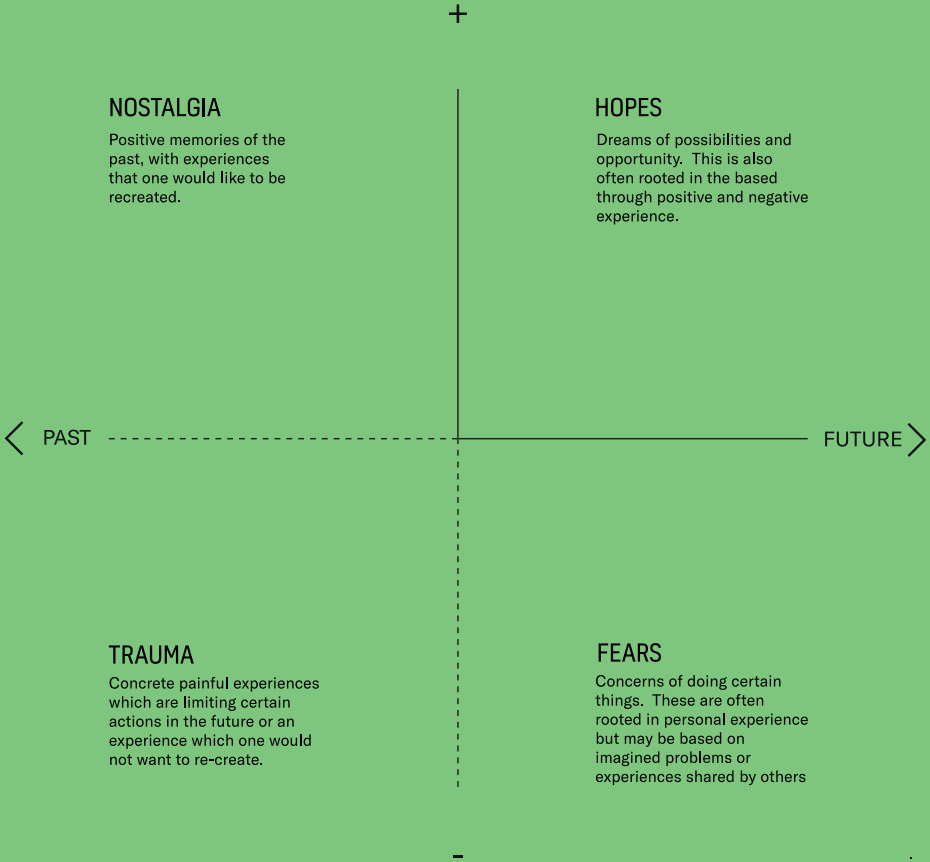 +
NOSTALGIA
Positive memories of the
past, with experiences
that one would like to be
recreated.
HOPES
Dreams of possibilities and
opportunity.  This is also
often rooted in the based
through positive and negative
experience.
PAST
FUTURE
TRAUMA
Concrete painful experiences
which are limiting certain
actions in the future or an
experience which one would
not want to re-create.
FEARS
Concerns of doing certain
things.  These are often
rooted in personal experience
but may be based on
imagined problems or
experiences shared by others
-
.